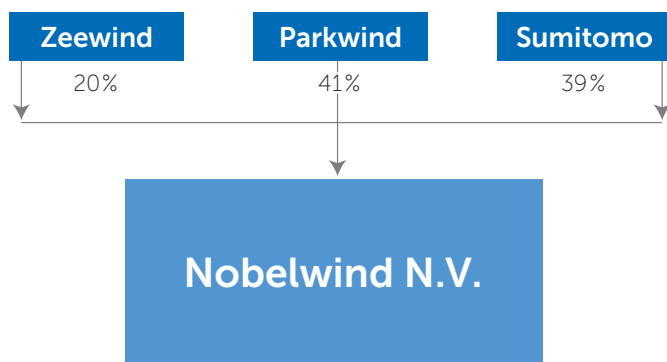 Zeewind
Parkwind
Sumitomo
20%
41%
39%
Nobelwind N.V.